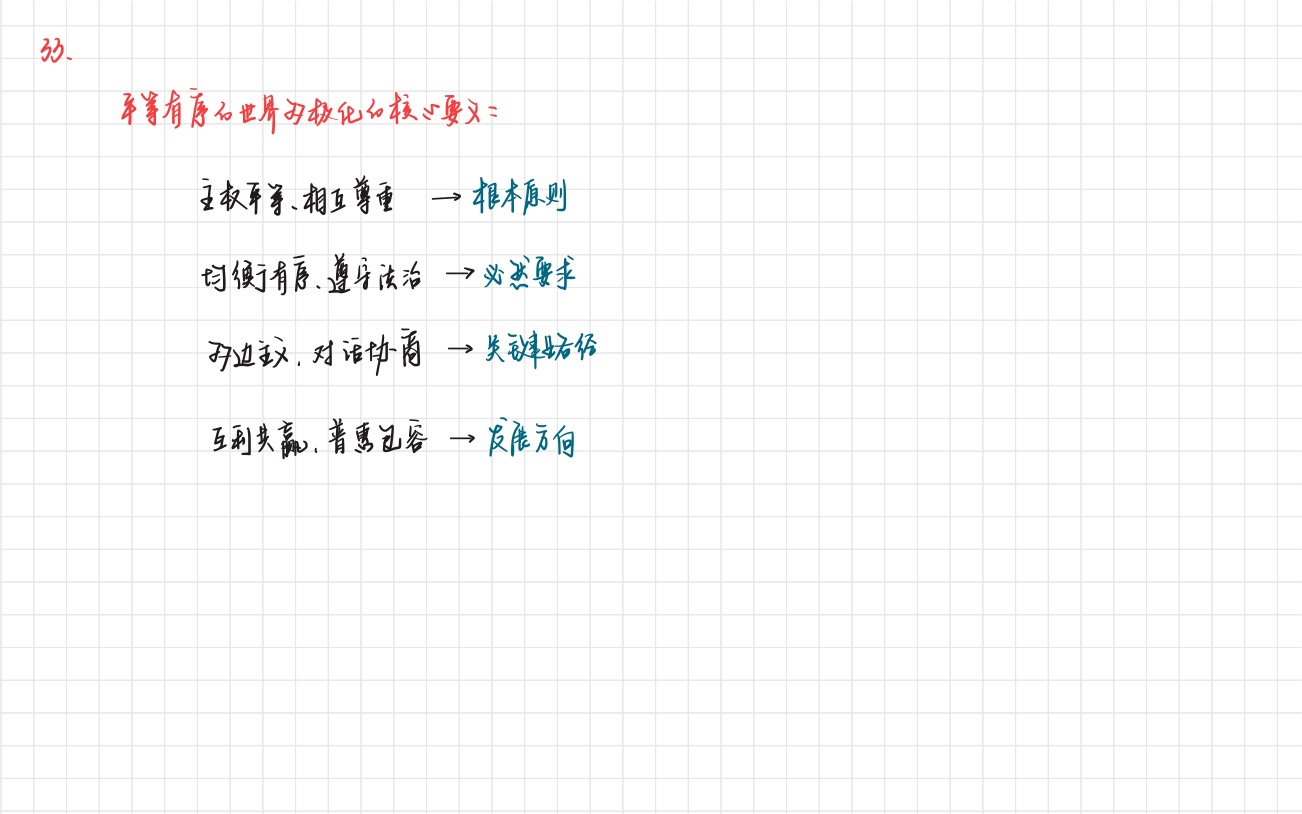 33、
平等有序的世界多极化的核心要义：
主权平等、相互尊重 → 根本原则
均衡有序、遵守法治 → 必然要求
多边主义、对话协商 → 关键路径
互利共赢、普惠包容 → 发展方向